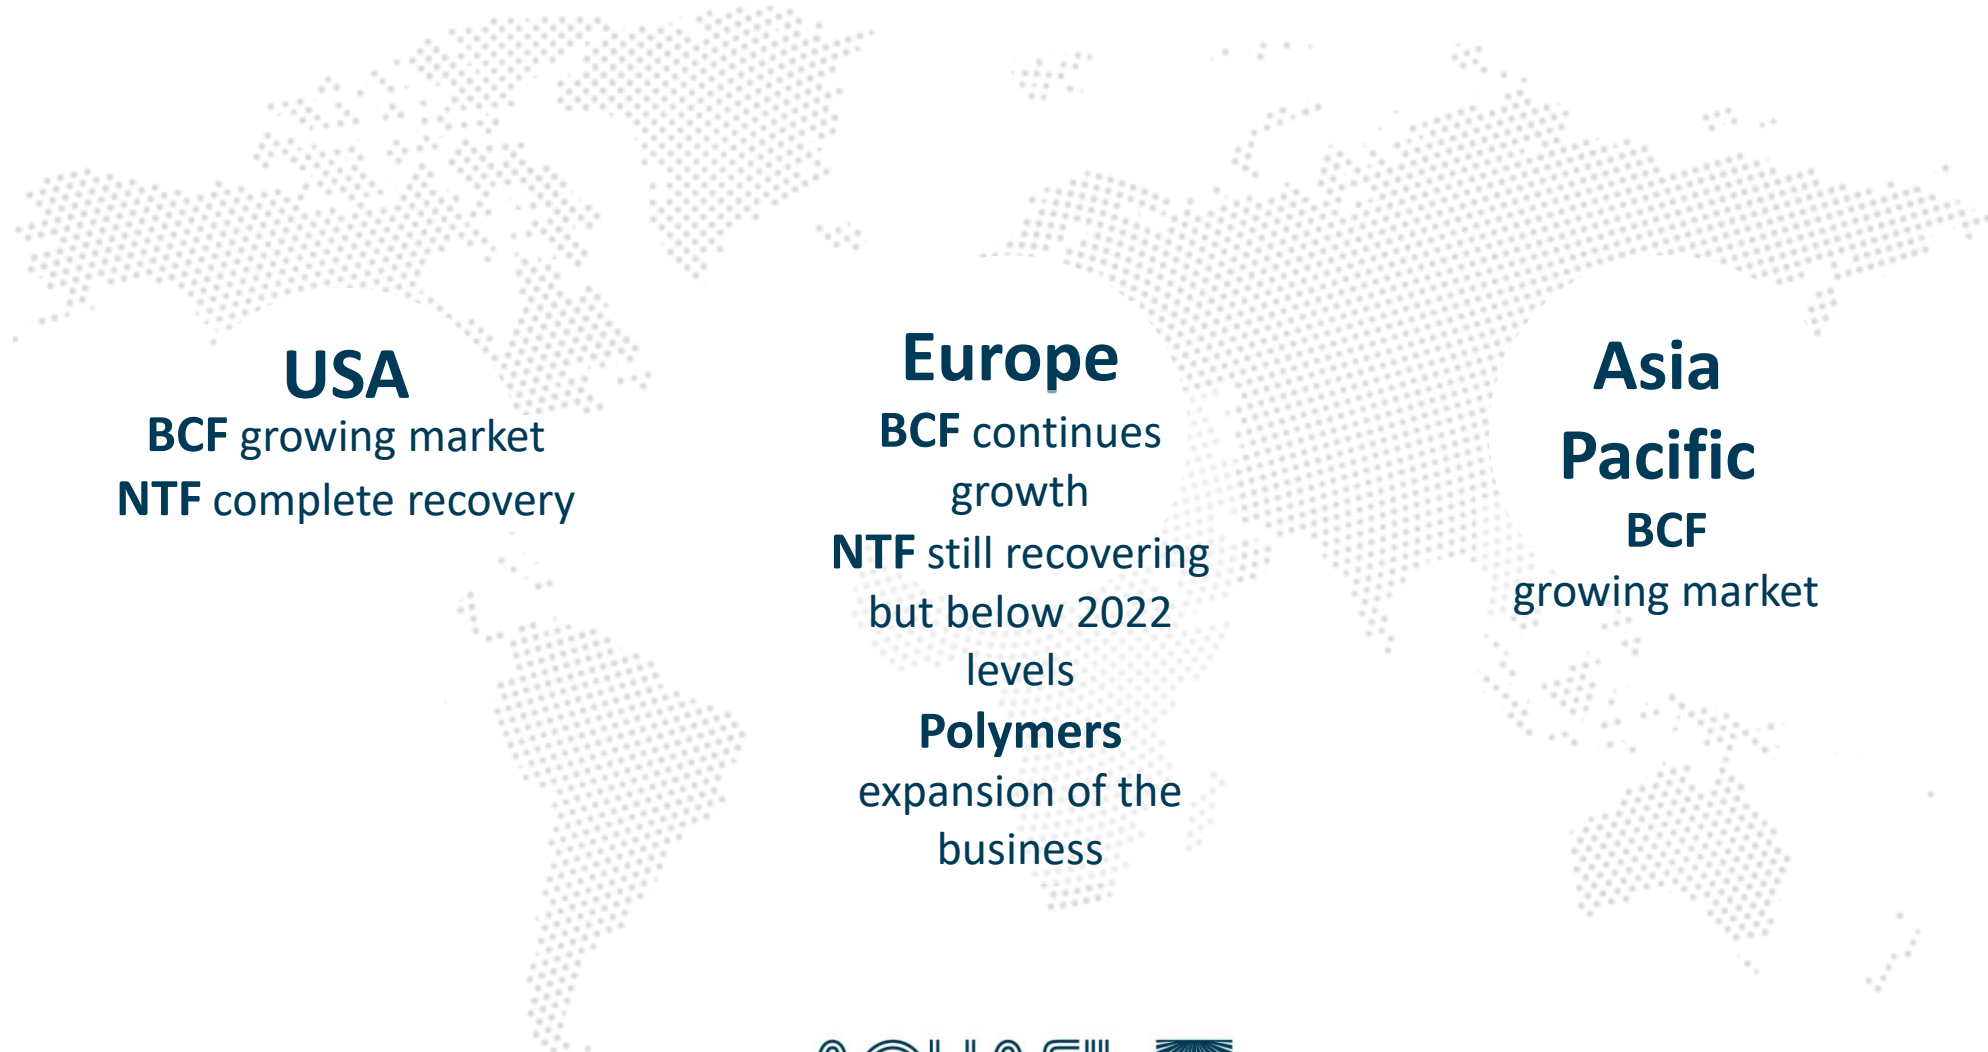 USA
BCF growing market
NTF complete recovery
Europe
BCF continues
growth
NTF still recovering
but below 2022
levels
Polymers
expansion of the
business
Asia
Pacific
BCF
growing market